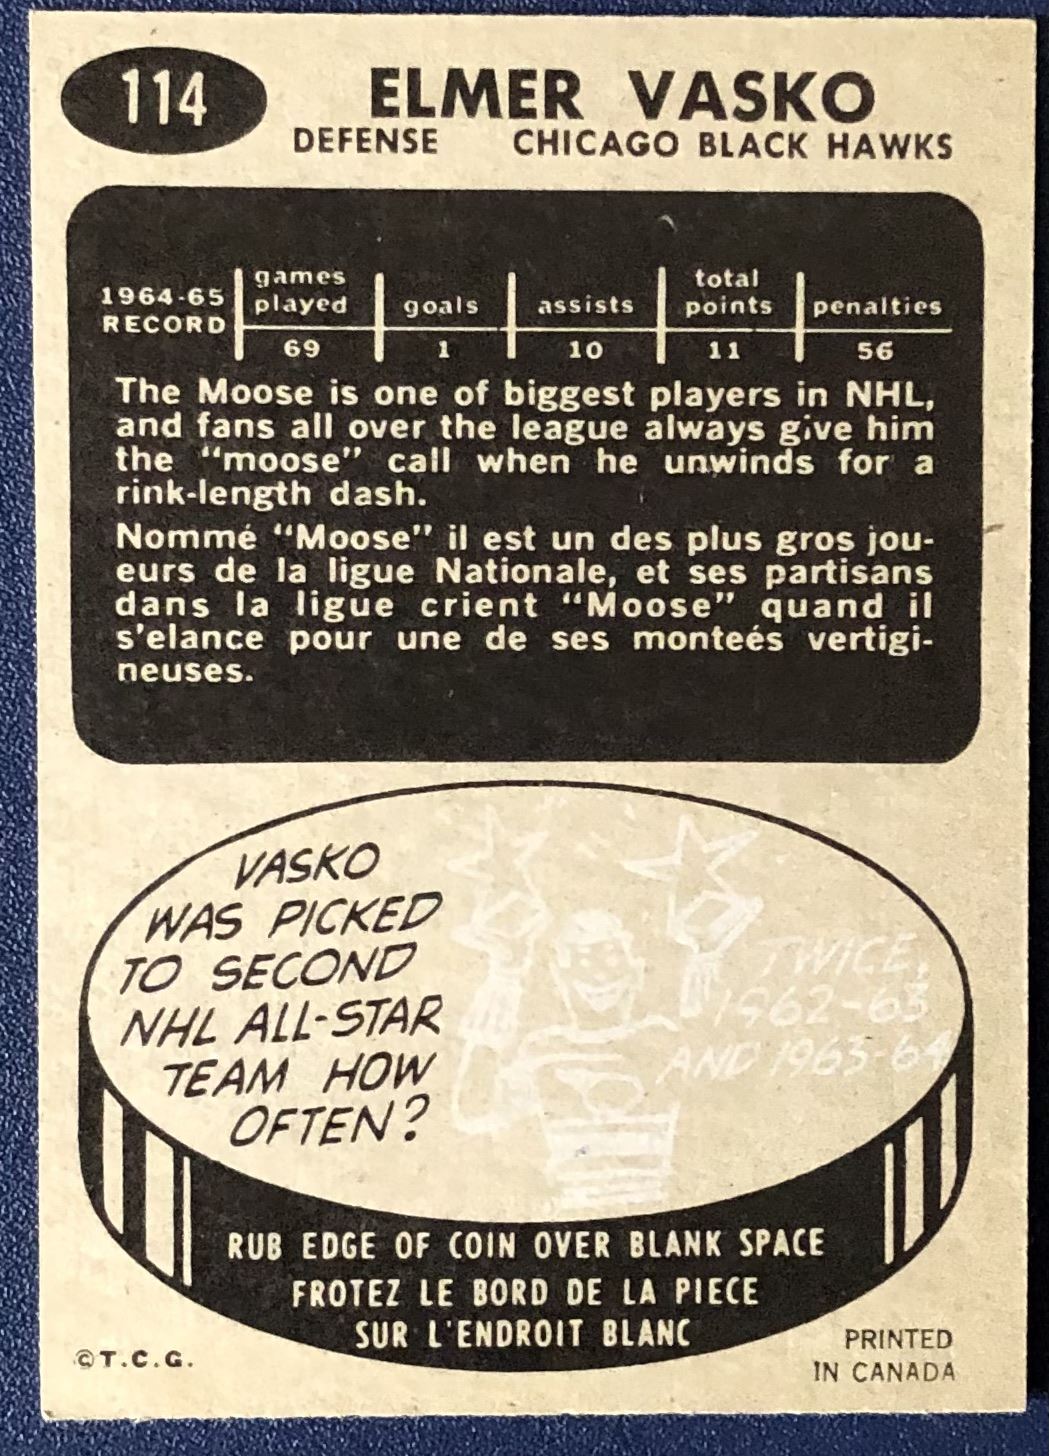 114
ELMER VASKO
DEFENSE CHICAGO BLACK HAWKS
1964-65 RECORD
games played goals assists total points penalties
69 1 10 11 56
The Moose is one of biggest players in NHL,
and fans all over the league always give him
the "moose" call when he unwinds for a
rink-length dash.
Nommé "Moose" il est un des plus gros jou-
eurs de la ligue Nationale, et ses partisans
dans la ligue crient "Moose" quand il
s'elance pour une de ses monteés vertigi-
neuses.
VASKO
WAS PICKED
TO SECOND
NHL ALL-STAR
TEAM HOW
OFTEN?
TWICE,
1962-63
AND 1963-64
RUB EDGE OF COIN OVER BLANK SPACE
FROTEZ LE BORD DE LA PIECE
SUR L'ENDROIT BLANC
©T.C.G.
PRINTED
IN CANADA